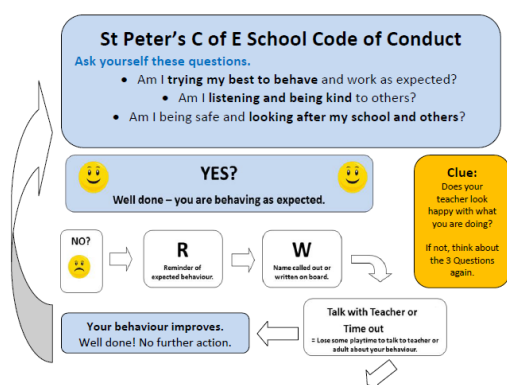 St Peter's C of E School Code of Conduct
Ask yourself these questions.
• Am I trying my best to behave and work as expected?
• Am I listening and being kind to others?
• Am I being safe and looking after my school and others?
YES?
Well done – you are behaving as expected.
Clue:
Does your
teacher look
happy with what
you are doing?
If not, think about
the 3 Questions
again.
NO?
R
Reminder of
expected behaviour.
W
Name called out or
written on board.
Talk with Teacher or
Time out
= Lose some playtime to talk to teacher or
adult about your behaviour.
Your behaviour improves.
Well done! No further action.